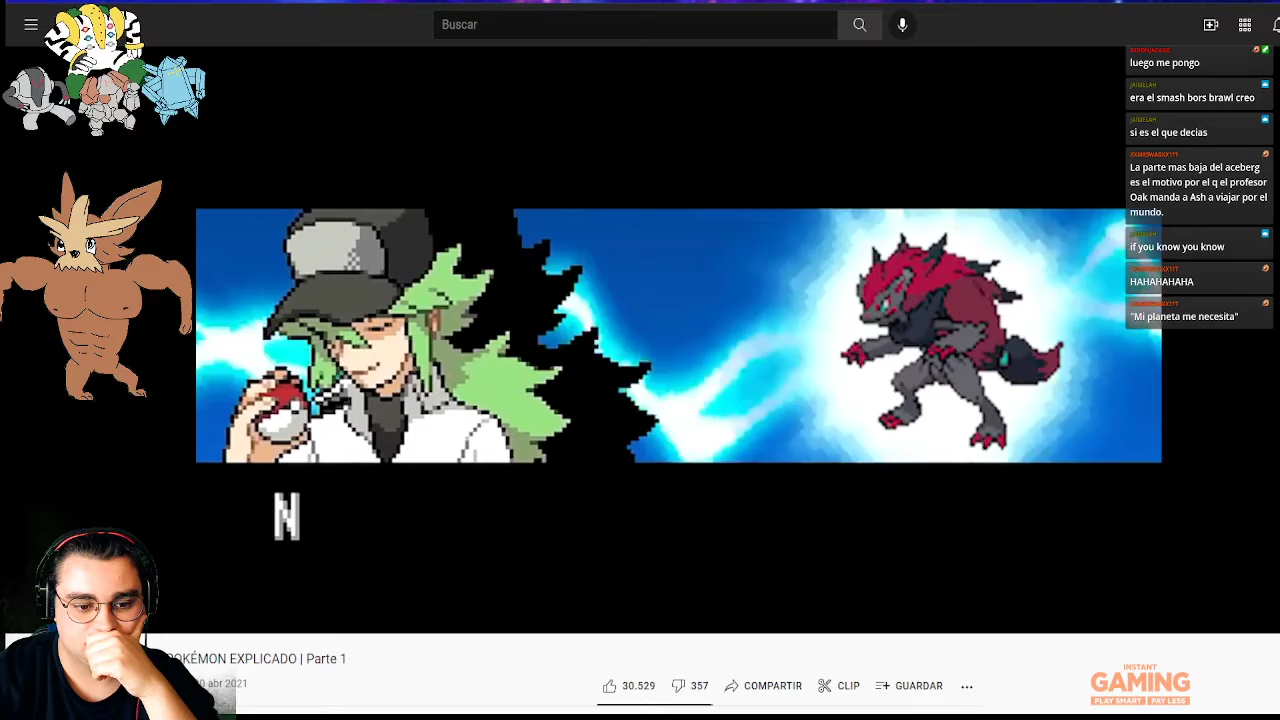 Buscar
luego me pongo
JAIMELAH
era el smash bors brawl creo
JAIMELAH
si es el que decías
La parte mas baja del aceberg
es el motivo por el q el profesor
Oak manda a Ash a viajar por el
mundo.
if you know you know
HAHAHAHAHA
"Mi planeta me necesita"
N
POKÉMON EXPLICADO | Parte 1
abr 2021
30.529
357
COMPARTIR
CLIP
GUARDAR
INSTANT
GAMING
PLAY SMART | PAY LESS